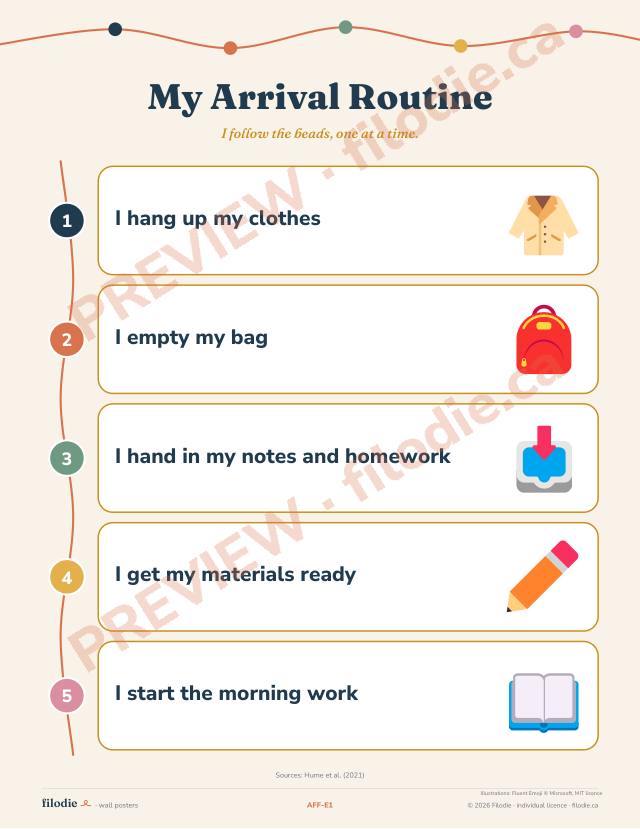 My Arrival Routine
I follow the beads, one at a time.
1
I hang up my clothes
2
I empty my bag
3
I hand in my notes and homework
4
I get my materials ready
5
I start the morning work
PREVIEW · filodie.ca
PREVIEW · filodie.ca
Sources: Hume et al. (2021)
Illustrations: Fluent Emoji © Microsoft, MIT licence
filodie · wall posters
AFF-E1
© 2026 Filodie · individual licence · filodie.ca